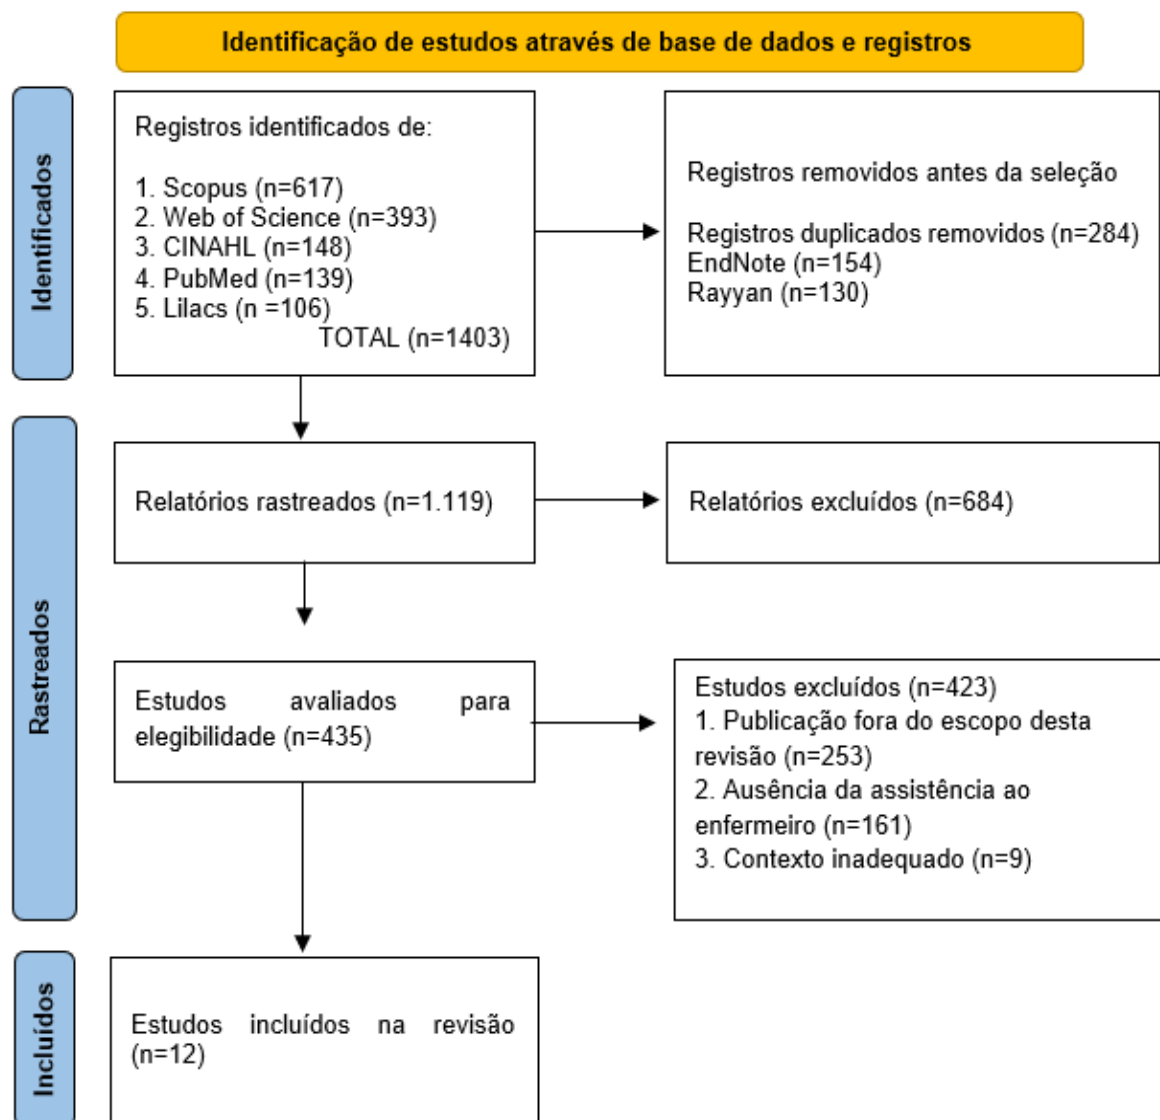 Identificação de estudos através de base de dados e registros
Identificados
Registros identificados de:
1. Scopus (n=617)
2. Web of Science (n=393)
3. CINAHL (n=148)
4. PubMed (n=139)
5. Lilacs (n =106)
TOTAL (n=1403)
Registros removidos antes da seleção
Registros duplicados removidos (n=284)
EndNote (n=154)
Rayyan (n=130)
Rastreados
Relatórios rastreados (n=1.119)
Relatórios excluídos (n=684)
Estudos avaliados para
elegibilidade (n=435)
Estudos excluídos (n=423)
1. Publicação fora do escopo desta
revisão (n=253)
2. Ausência da assistência ao
enfermeiro (n=161)
3. Contexto inadequado (n=9)
Incluídos
Estudos incluídos na revisão
(n=12)